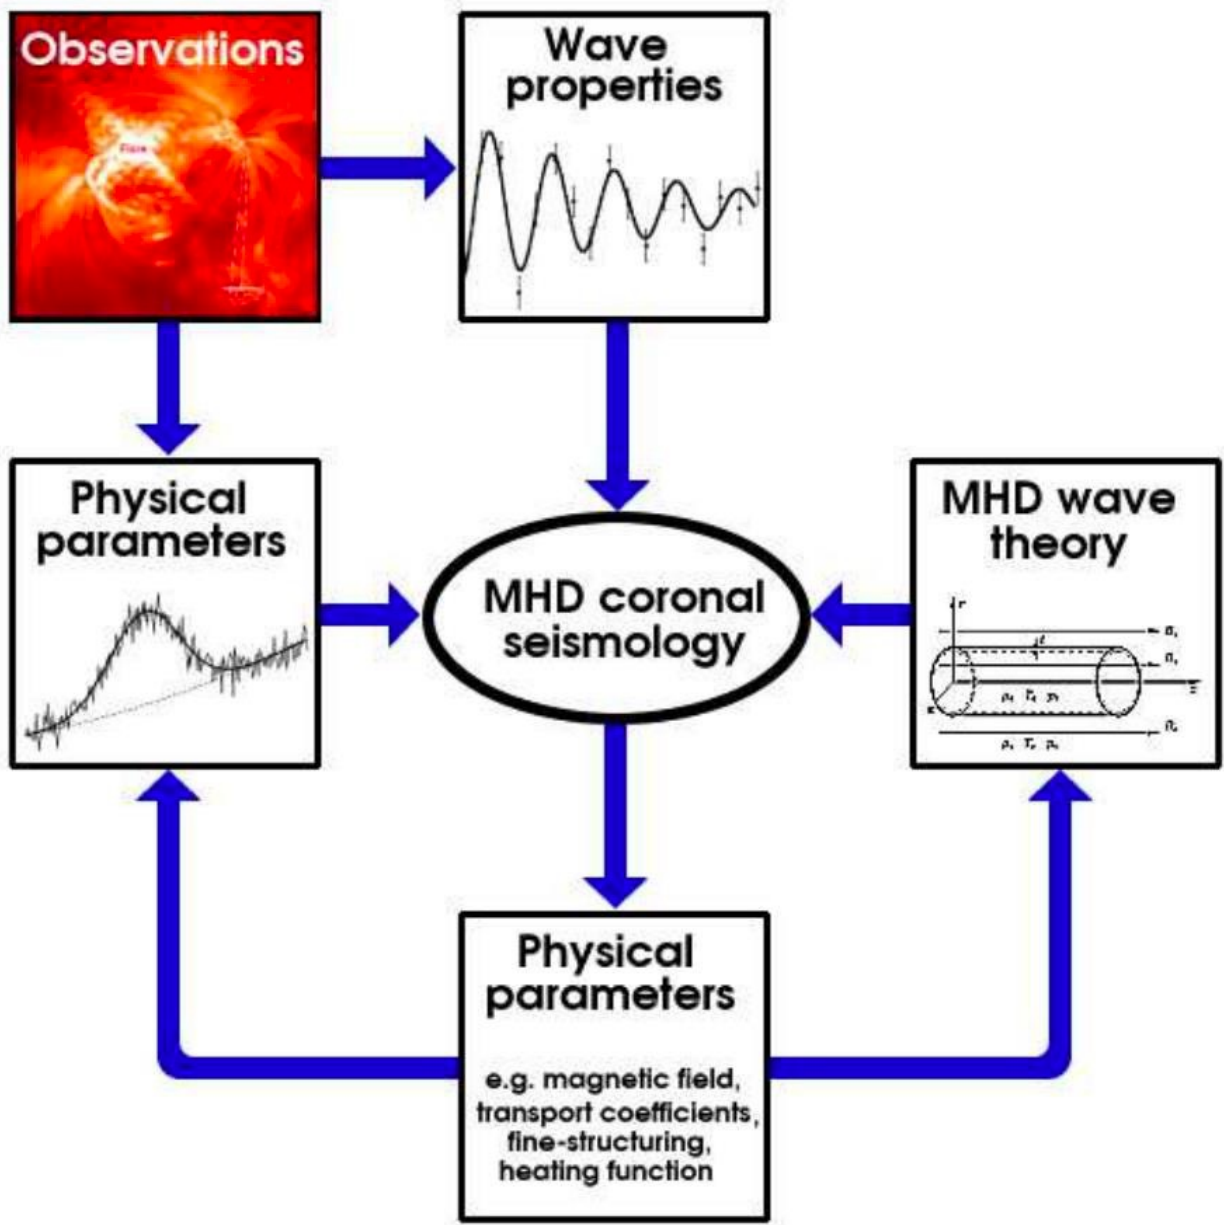 Observations
Flare
Wave
properties
Physical
parameters
MHD coronal
seismology
MHD wave
theory
r
Physical
parameters
e.g. magnetic field,
transport coefficients,
fine-structuring,
heating function